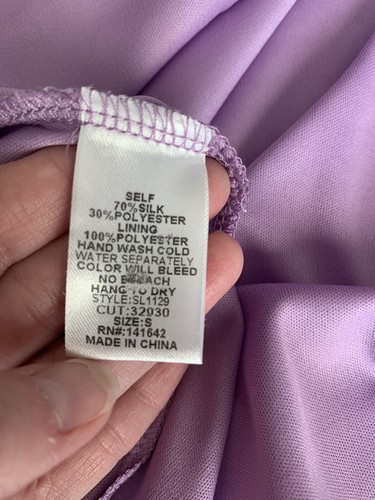 SELF
70%SILK
30%POLYESTER
LINING
100%POLYESTER
HAND WASH COLD
WATER SEPARATELY
COLOR WILL BLEED
NO BLEACH
HANG TO DRY
STYLE:SL1129
CUT:32930
SIZE:S
RN#:141642
MADE IN CHINA